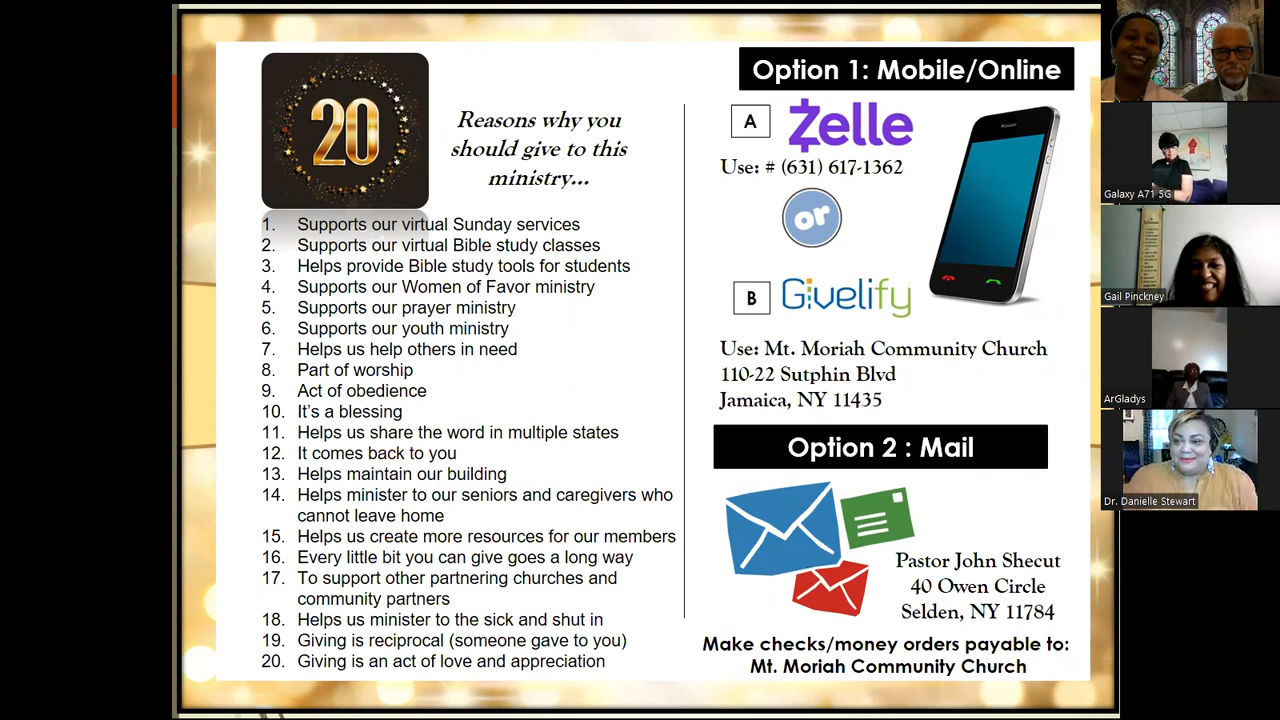 20
Reasons why you
should give to this
ministry...
1. Supports our virtual Sunday services
2. Supports our virtual Bible study classes
3. Helps provide Bible study tools for students
4. Supports our Women of Favor ministry
5. Supports our prayer ministry
6. Supports our youth ministry
7. Helps us help others in need
8. Part of worship
9. Act of obedience
10. It's a blessing
11. Helps us share the word in multiple states
12. It comes back to you
13. Helps maintain our building
14. Helps minister to our seniors and caregivers who
cannot leave home
15. Helps us create more resources for our members
16. Every little bit you can give goes a long way
17. To support other partnering churches and
community partners
18. Helps us minister to the sick and shut in
19. Giving is reciprocal (someone gave to you)
20. Giving is an act of love and appreciation
Option 1: Mobile/Online
A Zelle
Use: # (631) 617-1362
or
B Givelify
Use: Mt. Moriah Community Church
110-22 Sutphin Blvd
Jamaica, NY 11435
Option 2 : Mail
Pastor John Shecut
40 Owen Circle
Selden, NY 11784
Make checks/money orders payable to:
Mt. Moriah Community Church
Galaxy A71 5G
Gail Pinckney
ArGladys
Dr. Danielle Stewart